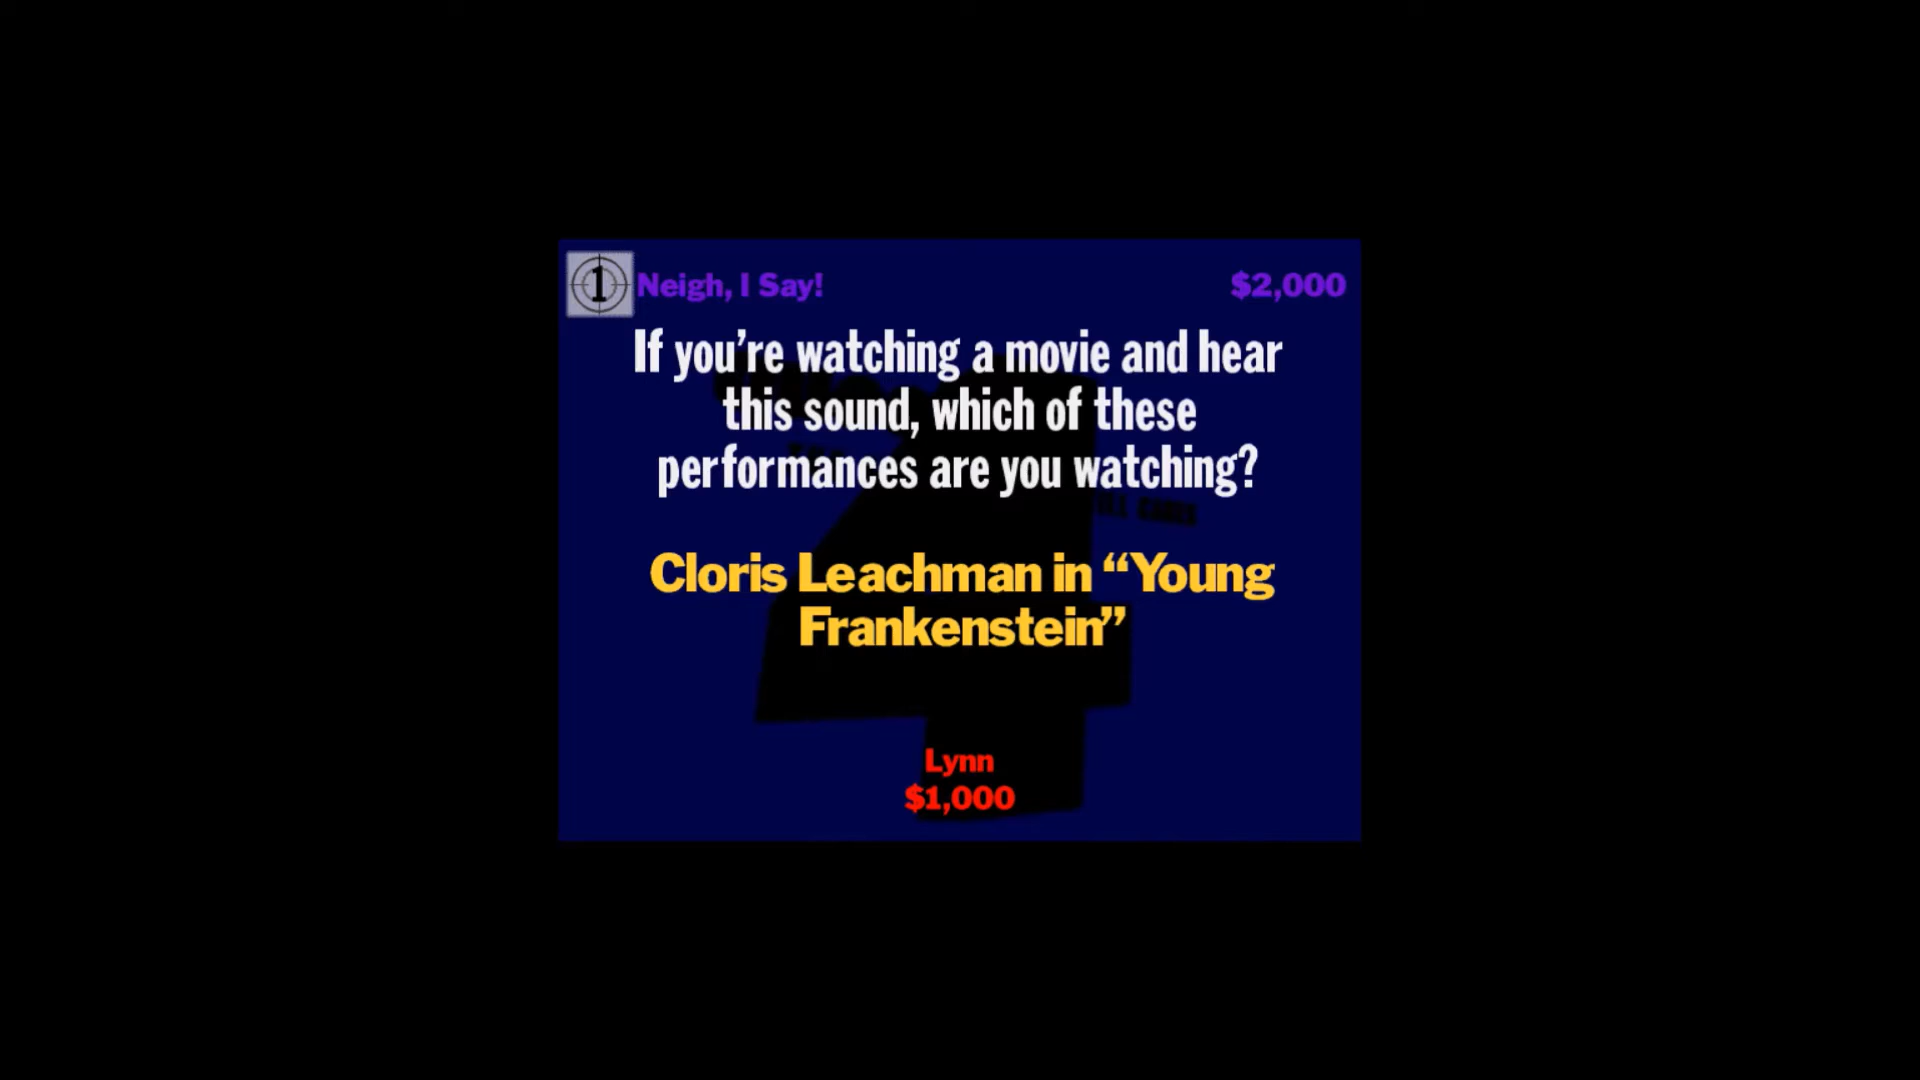 1 Neigh, I Say! $2,000
If you’re watching a movie and hear
this sound, which of these
performances are you watching?
Cloris Leachman in “Young
Frankenstein”
Lynn
$1,000